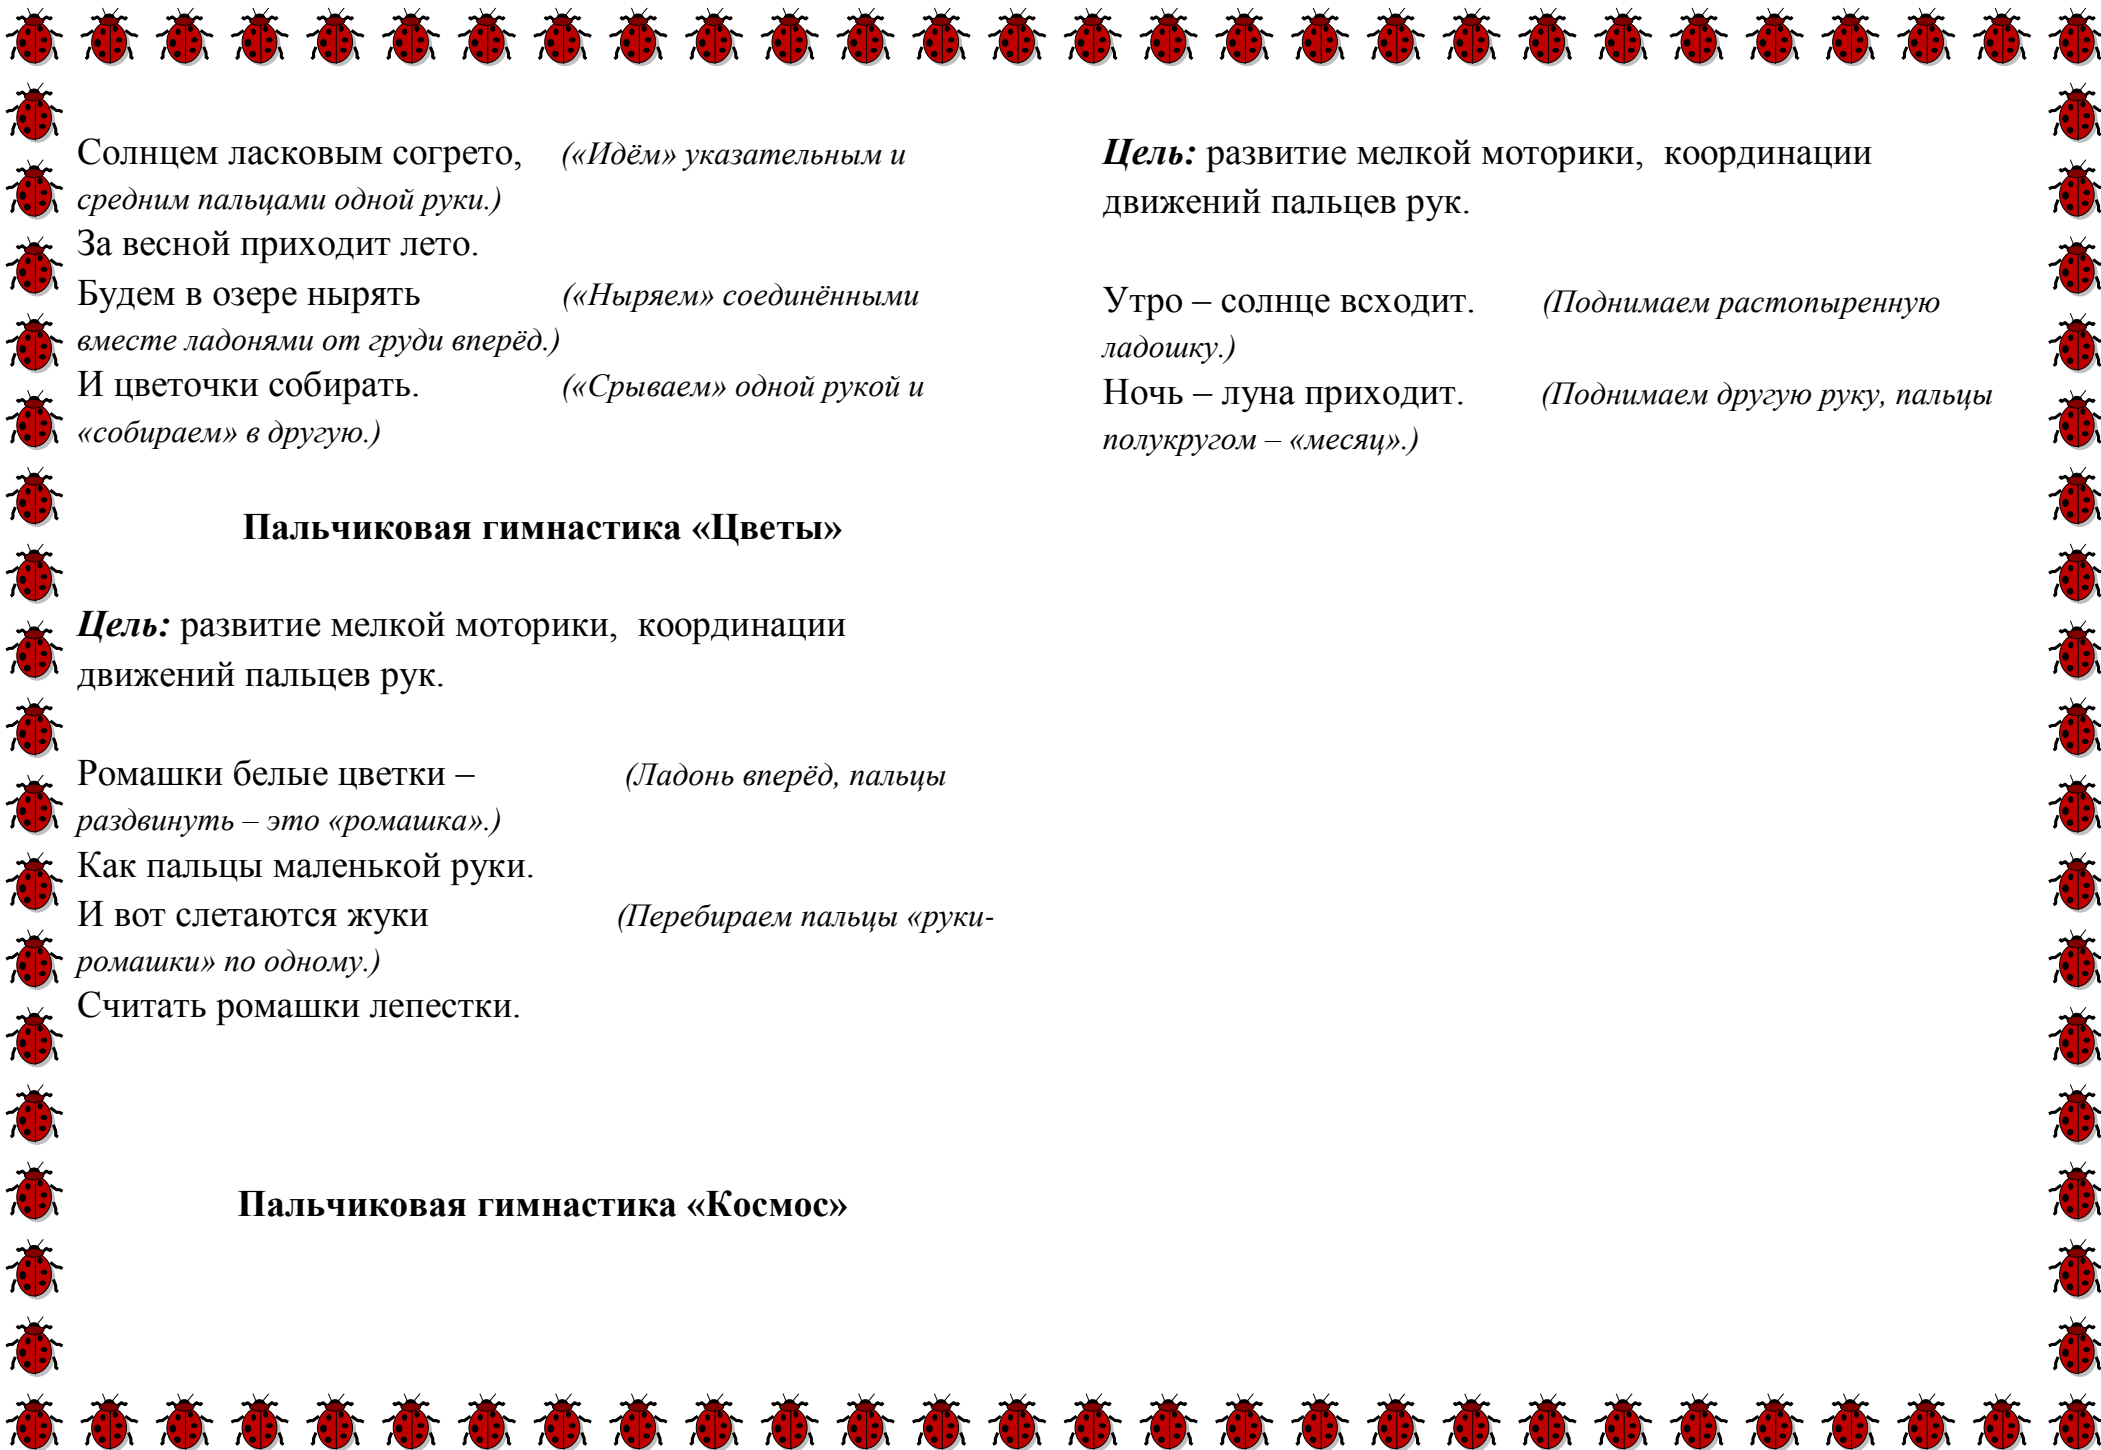 Солнцем ласковым согрето, («Идём» указательным и
средним пальцами одной руки.)
За весной приходит лето.
Будем в озере нырять («Ныряем» соединёнными
вместе ладонями от груди вперёд.)
И цветочки собирать. («Срываем» одной рукой и
«собираем» в другую.)
Пальчиковая гимнастика «Цветы»
Цель: развитие мелкой моторики, координации
движений пальцев рук.
Ромашки белые цветки – (Ладонь вперёд, пальцы
раздвинуть – это «ромашка».)
Как пальцы маленькой руки.
И вот слетаются жуки (Перебираем пальцы «руки-
ромашки» по одному.)
Считать ромашки лепестки.
Пальчиковая гимнастика «Космос»
Цель: развитие мелкой моторики, координации
движений пальцев рук.
Утро – солнце всходит. (Поднимаем растопыренную
ладошку.)
Ночь – луна приходит. (Поднимаем другую руку, пальцы
полукругом – «месяц».)